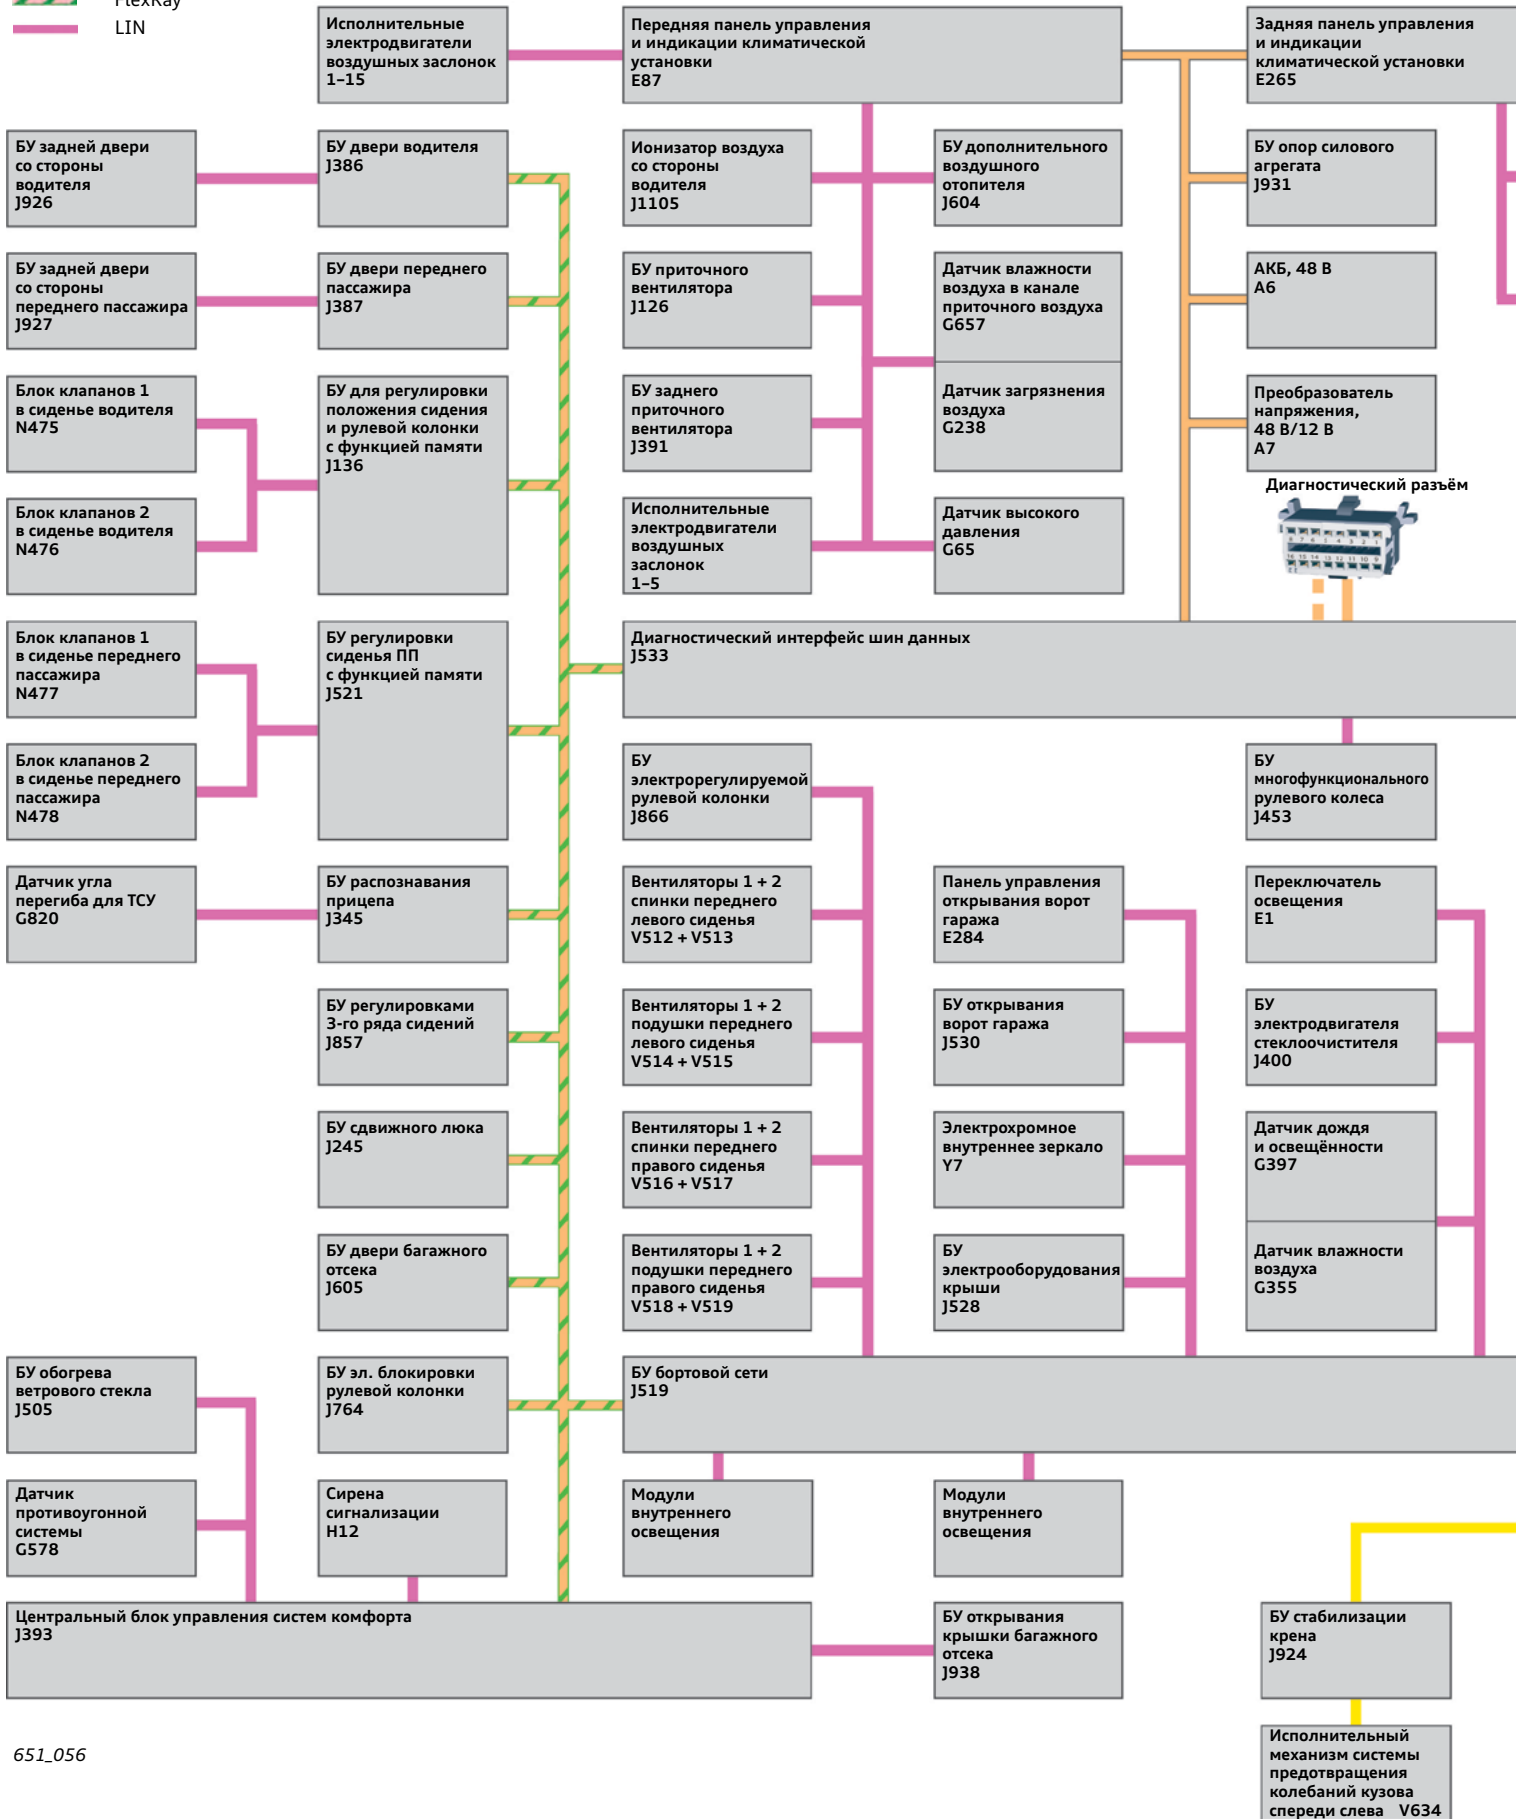 FlexRay
LIN
Исполнительные
электродвигатели
воздушных заслонок
1–15
Передняя панель управления
и индикации климатической
установки
E87
Задняя панель управления
и индикации
климатической установки
E265
БУ задней двери
со стороны
водителя
J926
БУ двери водителя
J386
Ионизатор воздуха
со стороны
водителя
J1105
БУ дополнительного
воздушного
отопителя
J604
БУ опор силового
агрегата
J931
БУ задней двери
со стороны
переднего пассажира
J927
БУ двери переднего
пассажира
J387
БУ приточного
вентилятора
J126
Датчик влажности
воздуха в канале
приточного воздуха
G657
АКБ, 48 В
A6
Блок клапанов 1
в сиденье водителя
N475
БУ для регулировки
положения сидения
и рулевой колонки
с функцией памяти
J136
БУ заднего
приточного
вентилятора
J391
Датчик загрязнения
воздуха
G238
Преобразователь
напряжения,
48 В/12 В
A7
Диагностический разъём
Блок клапанов 2
в сиденье водителя
N476
Исполнительные
электродвигатели
воздушных
заслонок
1–5
Датчик высокого
давления
G65
Блок клапанов 1
в сиденье переднего
пассажира
N477
БУ регулировки
сиденья ПП
с функцией памяти
J521
Диагностический интерфейс шин данных
J533
Блок клапанов 2
в сиденье переднего
пассажира
N478
БУ
электрорегулируемой
рулевой колонки
J866
БУ
многофункционального
рулевого колеса
J453
Датчик угла
перегиба для ТСУ
G820
БУ распознавания
прицепа
J345
Вентиляторы 1 + 2
спинки переднего
левого сиденья
V512 + V513
Панель управления
открывания ворот
гаража
E284
Переключатель
освещения
E1
БУ регулировками
3-го ряда сидений
J857
Вентиляторы 1 + 2
подушки переднего
левого сиденья
V514 + V515
БУ открывания
ворот гаража
J530
БУ
электродвигателя
стеклоочистителя
J400
БУ сдвижного люка
J245
Вентиляторы 1 + 2
спинки переднего
правого сиденья
V516 + V517
Электрохромное
внутреннее зеркало
Y7
Датчик дождя
и освещённости
G397
БУ двери багажного
отсека
J605
Вентиляторы 1 + 2
подушки переднего
правого сиденья
V518 + V519
БУ
электрооборудования
крыши
J528
Датчик влажности
воздуха
G355
БУ обогрева
ветрового стекла
J505
БУ эл. блокировки
рулевой колонки
J764
БУ бортовой сети
J519
Датчик
противоугонной
системы
G578
Сирена
сигнализации
H12
Модули
внутреннего
освещения
Модули
внутреннего
освещения
Центральный блок управления систем комфорта
J393
БУ открывания
крышки багажного
отсека
J938
БУ стабилизации
крена
J924
Исполнительный
механизм системы
предотвращения
колебаний кузова
спереди слева V634
651_056